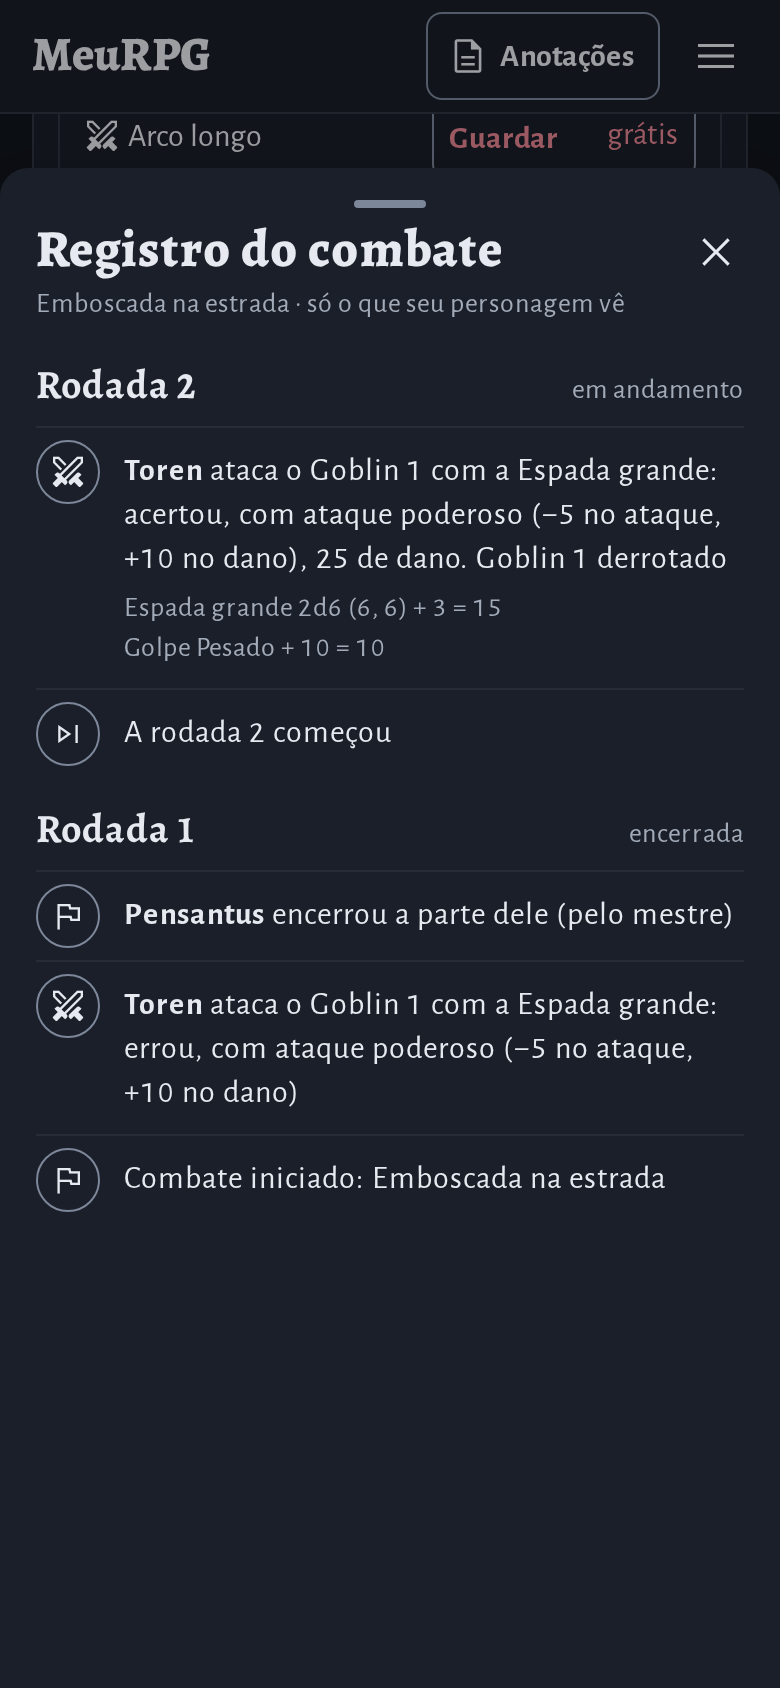 MeuRPG
Anotações
Arco longo
Guardar grátis
Registro do combate
Emboscada na estrada · só o que seu personagem vê
Rodada 2
em andamento
Toren ataca o Goblin 1 com a Espada grande:
acertou, com ataque poderoso (−5 no ataque,
+10 no dano), 25 de dano. Goblin 1 derrotado
Espada grande 2d6 (6, 6) + 3 = 15
Golpe Pesado + 10 = 10
A rodada 2 começou
Rodada 1
encerrada
Pensantus encerrou a parte dele (pelo mestre)
Toren ataca o Goblin 1 com a Espada grande:
errou, com ataque poderoso (−5 no ataque,
+10 no dano)
Combate iniciado: Emboscada na estrada